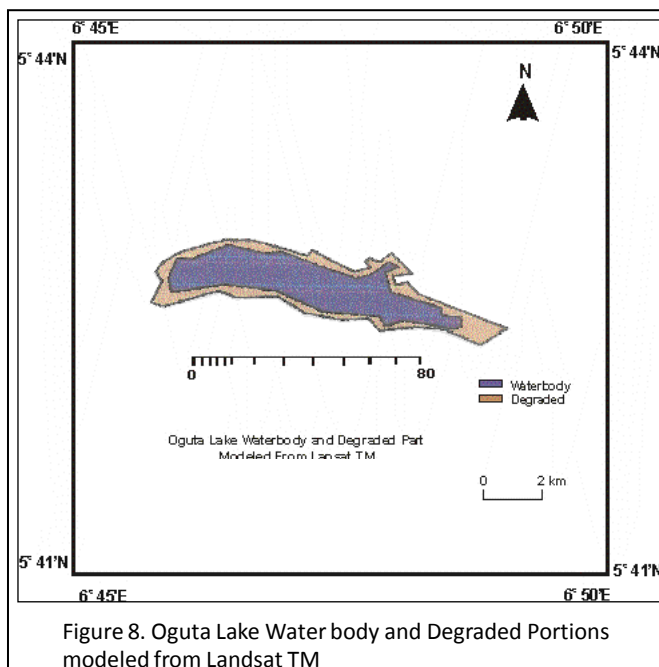 6° 45'E 6° 50'E
5° 44'N 5° 44'N
N
0 80
Waterbody
Degraded
Oguta Lake Waterbody and Degraded Part
Modeled From Lansat TM
0 2 km
5° 41'N 5° 41'N
6° 45'E 6° 50'E
Figure 8. Oguta Lake Water body and Degraded Portions
modeled from Landsat TM